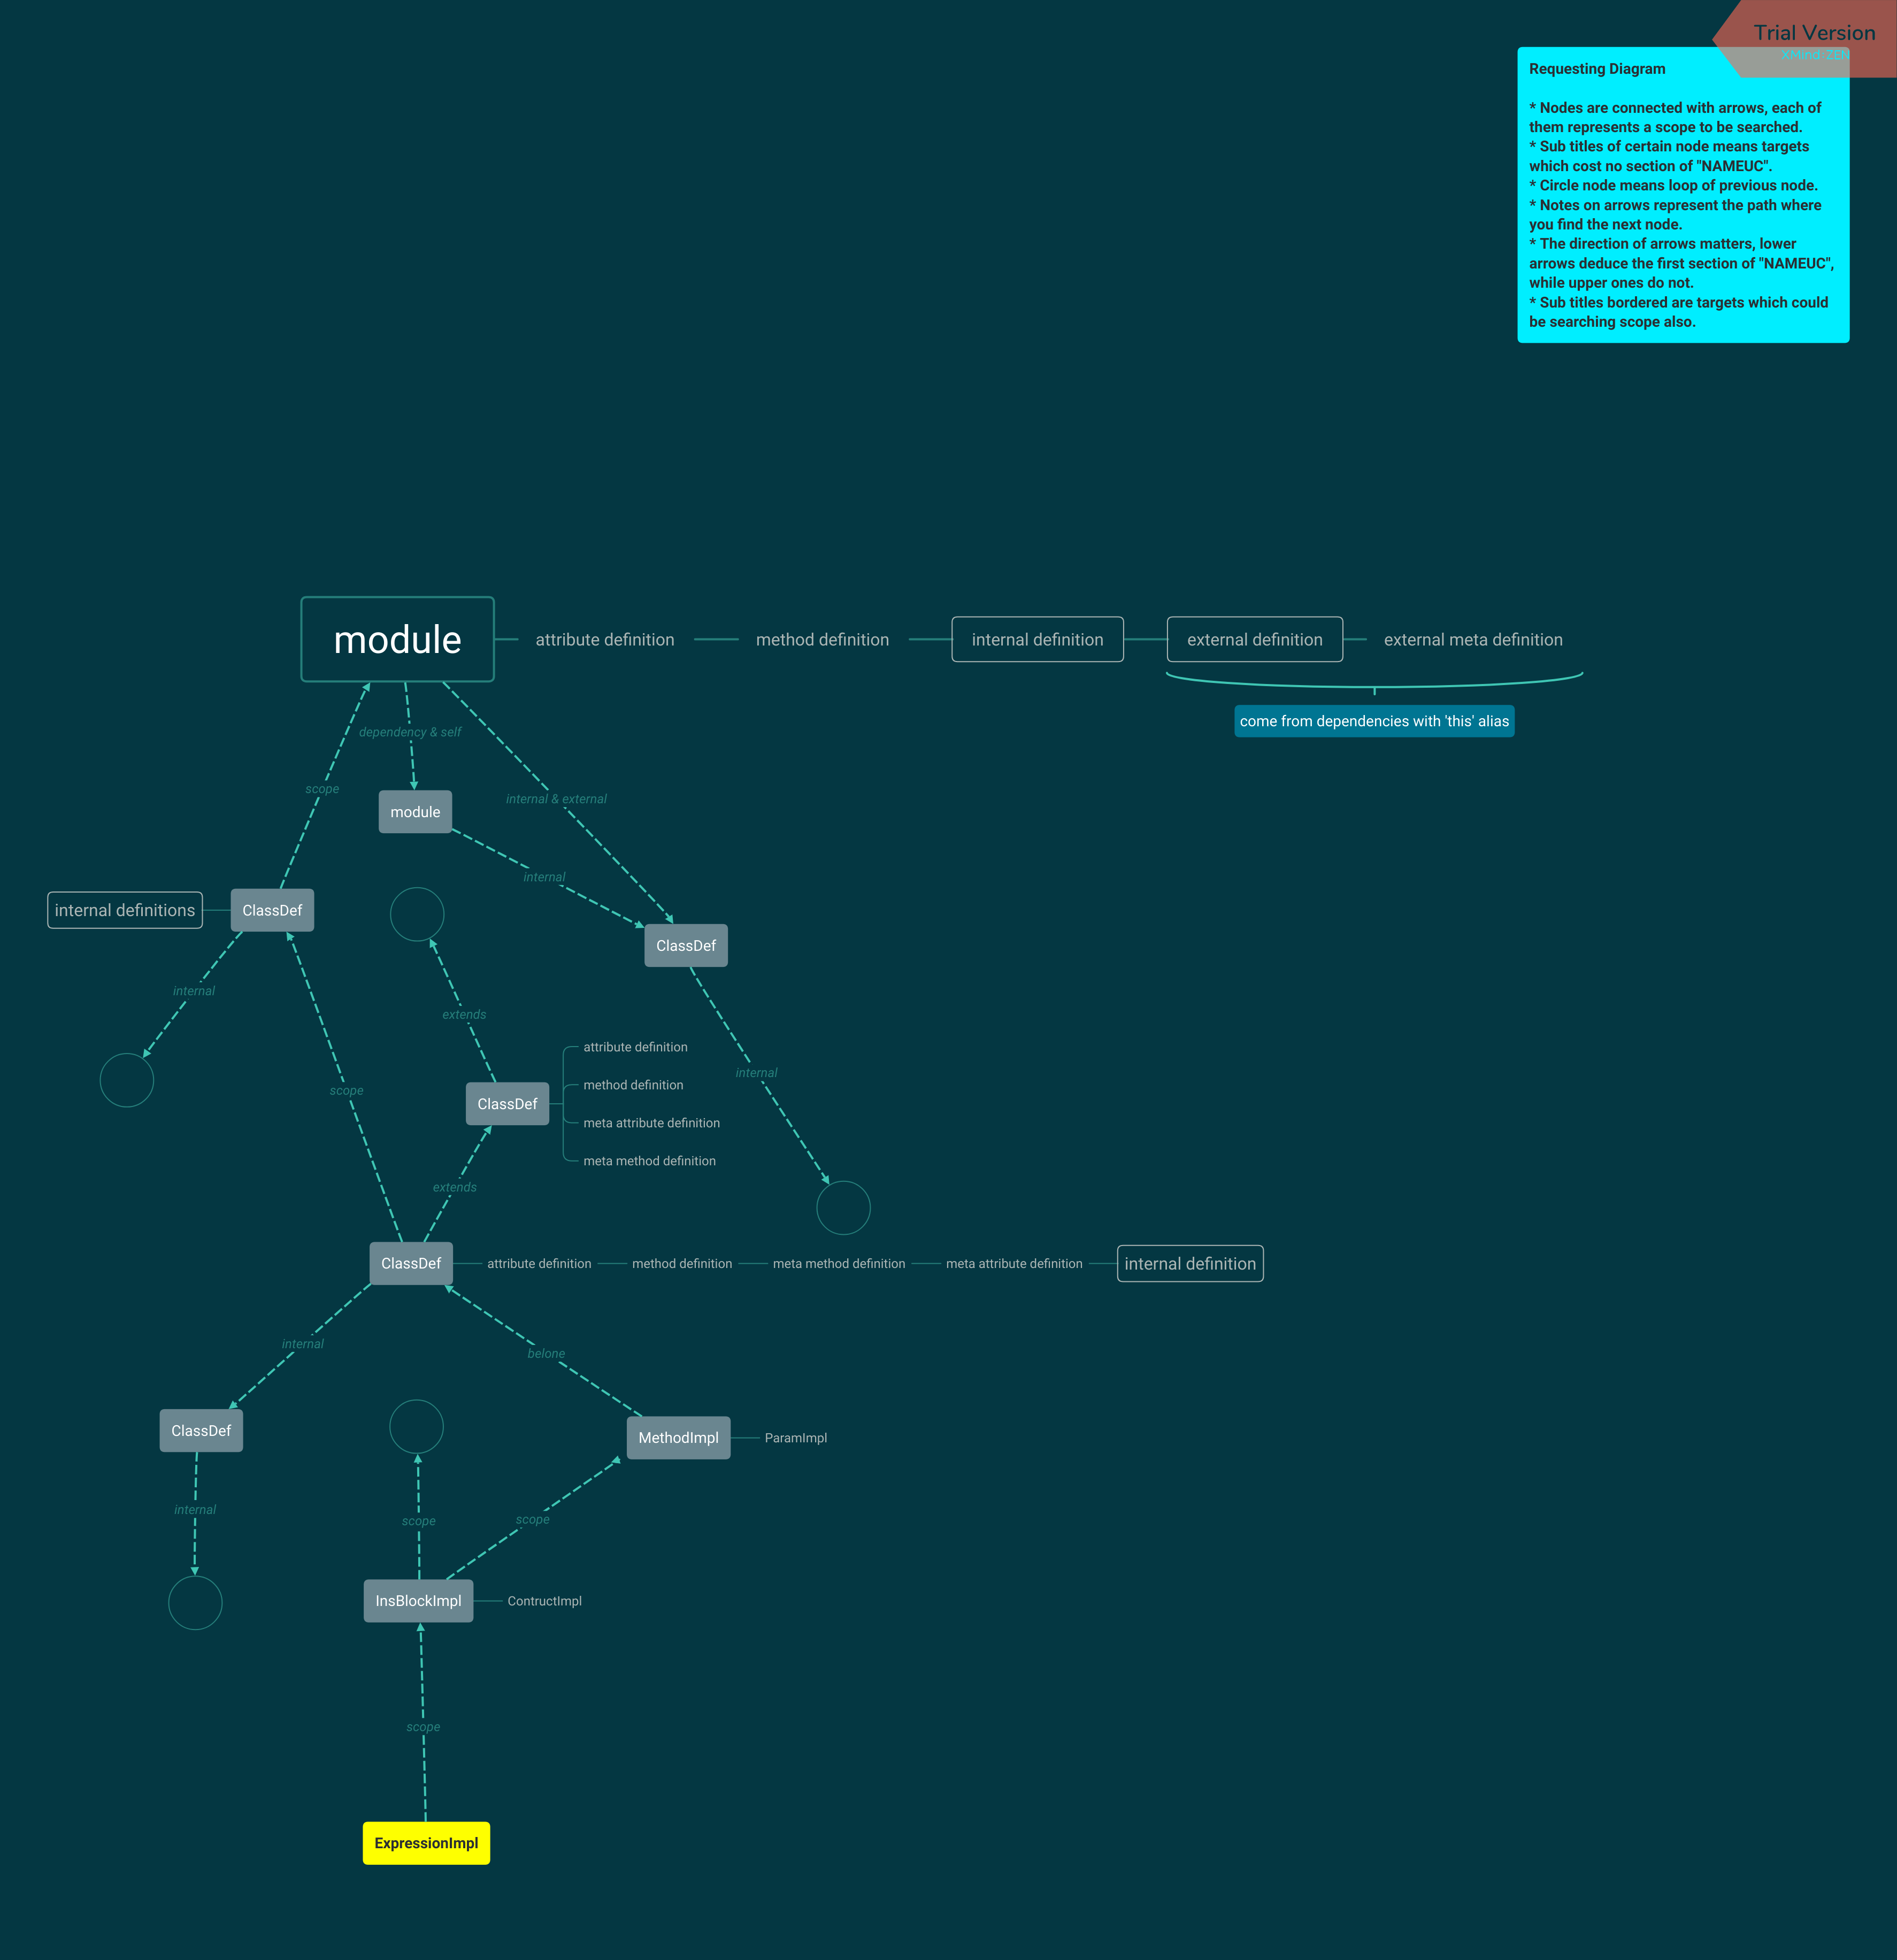 Trial Version
XMind:ZEN
Requesting Diagram
* Nodes are connected with arrows, each of
them represents a scope to be searched.
* Sub titles of certain node means targets
which cost no section of "NAMEUC".
* Circle node means loop of previous node.
* Notes on arrows represent the path where
you find the next node.
* The direction of arrows matters, lower
arrows deduce the first section of "NAMEUC",
while upper ones do not.
* Sub titles bordered are targets which could
be searching scope also.
module
attribute definition
method definition
internal definition
external definition
external meta definition
come from dependencies with 'this' alias
dependency & self
scope
internal & external
module
internal
internal definitions
ClassDef
ClassDef
internal
extends
attribute definition
method definition
meta attribute definition
meta method definition
ClassDef
internal
scope
extends
ClassDef
attribute definition
method definition
meta method definition
meta attribute definition
internal definition
internal
belone
ClassDef
MethodImpl
ParamImpl
internal
scope
scope
InsBlockImpl
ContructImpl
scope
ExpressionImpl